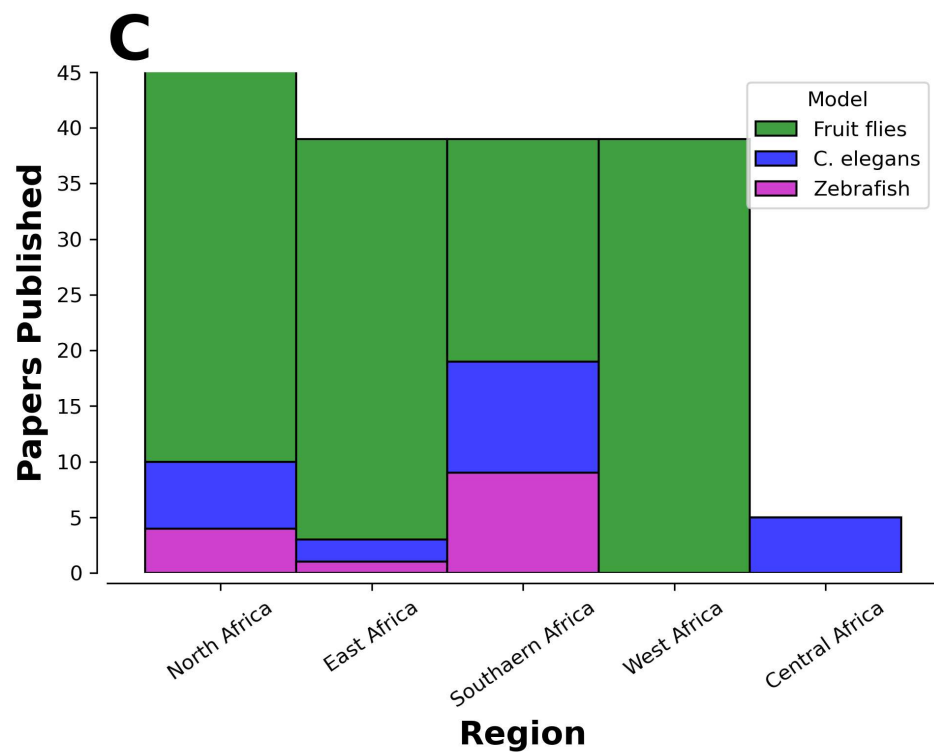 C
Papers Published
45
40
35
30
25
20
15
10
5
0
Model
Fruit flies
C. elegans
Zebrafish
North Africa
East Africa
Southaern Africa
West Africa
Central Africa
Region